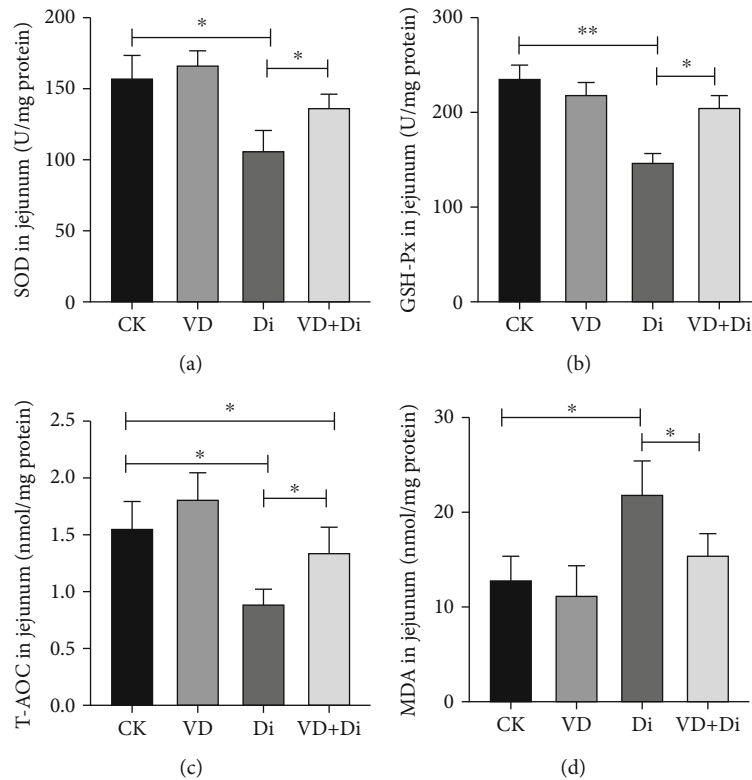 SOD in jejunum (U/mg protein)
200
150
100
50
0
*
*
CK VD Di VD+Di
(a)
GSH-Px in jejunum (U/mg protein)
300
200
100
0
**
*
CK VD Di VD+Di
(b)
T-AOC in jejunum (nmol/mg protein)
2.5
2.0
1.5
1.0
0.5
0.0
*
*
*
CK VD Di VD+Di
(c)
MDA in jejunum (nmol/mg protein)
30
20
10
0
*
*
CK VD Di VD+Di
(d)